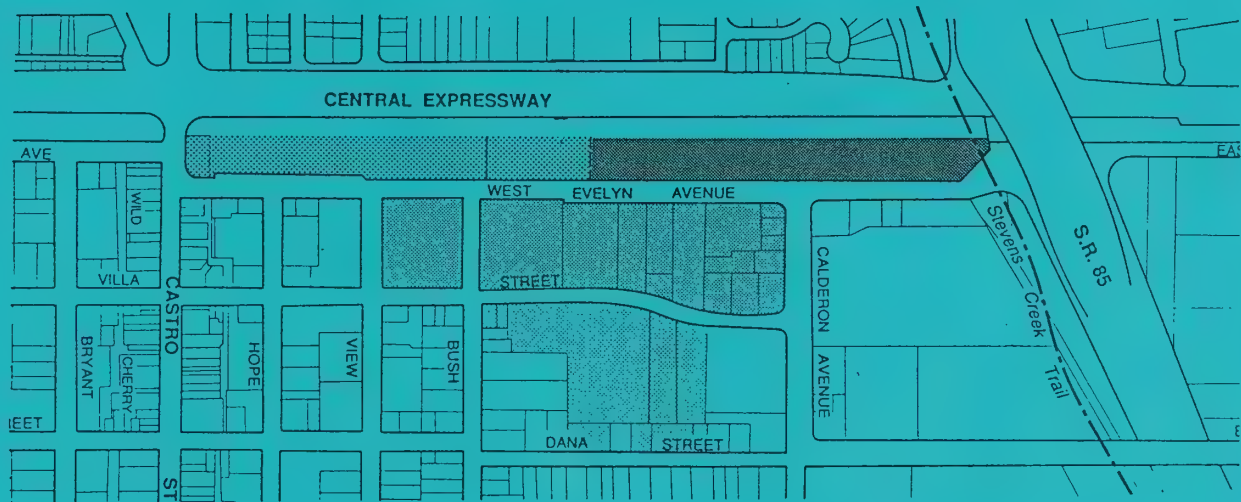 CENTRAL EXPRESSWAY
AVE
WEST EVELYN AVENUE
WILD
VILLA
STREET
CASTRO
BRYANT
CHERRY
HOPE
VIEW
BUSH
CALDERON
AVENUE
Stevens Creek Trail
S.R. 85
DANA STREET
ST